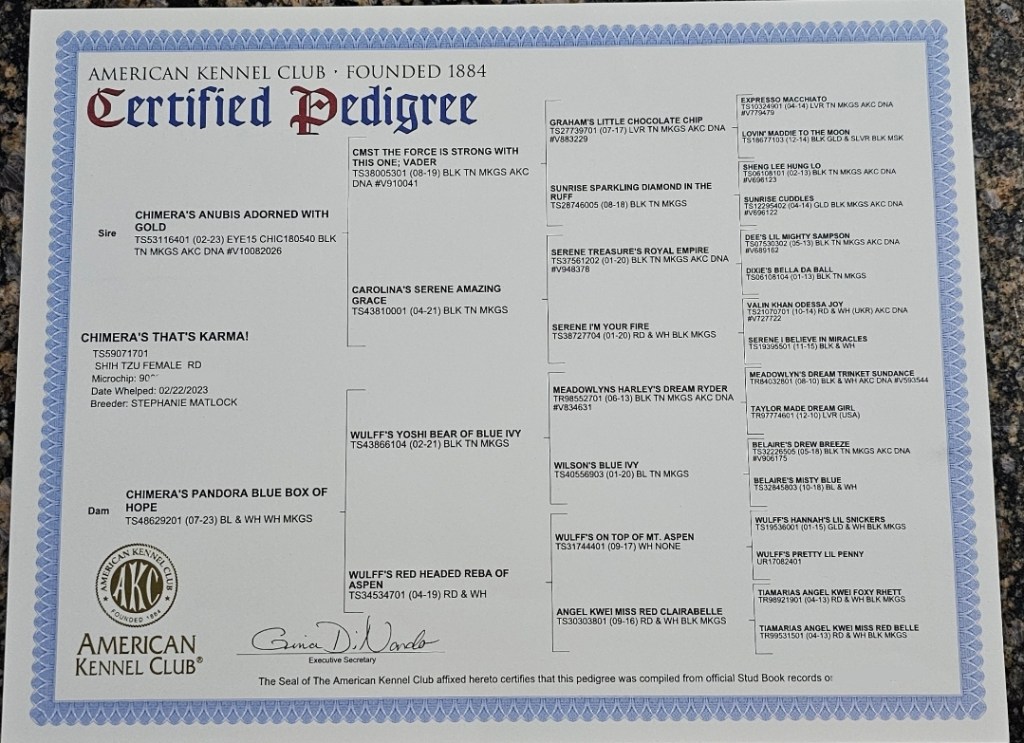 AMERICAN KENNEL CLUB · FOUNDED 1884
Certified Pedigree
Sire
CHIMERA'S ANUBIS ADORNED WITH
GOLD
TS53116401 (02-23) EYE15 CHIC180540 BLK
TN MKGS AKC DNA #V10082026
CHIMERA'S THAT'S KARMA!
TS59071701
SHIH TZU FEMALE RD
Microchip: 90
Date Whelped: 02/22/2023
Breeder: STEPHANIE MATLOCK
Dam
CHIMERA'S PANDORA BLUE BOX OF
HOPE
TS48629201 (07-23) BL & WH WH MKGS
CMST THE FORCE IS STRONG WITH
THIS ONE; VADER
TS38005301 (08-19) BLK TN MKGS AKC
DNA #V910041
CAROLINA'S SERENE AMAZING
GRACE
TS43810001 (04-21) BLK TN MKGS
WULFF'S YOSHI BEAR OF BLUE IVY
TS43866104 (02-21) BLK TN MKGS
WULFF'S RED HEADED REBA OF
ASPEN
TS34534701 (04-19) RD & WH
GRAHAM'S LITTLE CHOCOLATE CHIP
TS27739701 (07-17) LVR TN MKGS AKC DNA
#V883229
SUNRISE SPARKLING DIAMOND IN THE
RUFF
TS28746005 (08-18) BLK TN MKGS
SERENE TREASURE'S ROYAL EMPIRE
TS37561202 (01-20) BLK TN MKGS AKC DNA
#V948378
SERENE I'M YOUR FIRE
TS38727704 (01-20) RD & WH BLK MKGS
MEADOWLYNS HARLEY'S DREAM RYDER
TR98552701 (06-13) BLK TN MKGS AKC DNA
#V834631
WILSON'S BLUE IVY
TS40556903 (01-20) BL TN MKGS
WULFF'S ON TOP OF MT. ASPEN
TS31744401 (09-17) WH NONE
ANGEL KWEI MISS RED CLAIRABELLE
TS30303801 (09-16) RD & WH BLK MKGS
EXPRESSO MACCHIATO
TS10324901 (04-14) LVR TN MKGS AKC DNA
#V779479
LOVIN' MADDIE TO THE MOON
TS18677103 (12-14) BLK GLD & SLVR BLK MSK
SHENG LEE HUNG LO
TS06108101 (02-13) BLK TN MKGS AKC DNA
#V696123
SUNRISE CUDDLES
TS12295402 (04-14) GLD BLK MKGS AKC DNA
#V696122
DEE'S LIL MIGHTY SAMPSON
TS07530302 (05-13) BLK TN MKGS AKC DNA
#V689162
DIXIE'S BELLA DA BALL
TS06108104 (01-13) BLK TN MKGS
VALIN KHAN ODESSA JOY
TS21070701 (10-14) RD & WH (UKR) AKC DNA
#V727722
SERENE I BELIEVE IN MIRACLES
TS19395501 (11-15) BLK & WH
MEADOWLYN'S DREAM TRINKET SUNDANCE
TR84032801 (08-10) BLK & WH AKC DNA #V593544
TAYLOR MADE DREAM GIRL
TR97774601 (12-10) LVR (USA)
BELAIRE'S DREW BREEZE
TS32226505 (05-18) BLK TN MKGS AKC DNA
#V906175
BELAIRE'S MISTY BLUE
TS32845803 (10-18) BL & WH
WULFF'S HANNAH'S LIL SNICKERS
TS19536001 (01-15) GLD & WH BLK MKGS
WULFF'S PRETTY LIL PENNY
UR17082401
TIAMARIAS ANGEL KWEI FOXY RHETT
TR98921901 (04-13) RD & WH BLK MKGS
TIAMARIAS ANGEL KWEI MISS RED BELLE
TR99531501 (04-13) RD & WH BLK MKGS
AMERICAN KENNEL CLUB
AKC
FOUNDED 1884
AMERICAN
KENNEL CLUB®
Gina DiNardo
Executive Secretary
The Seal of The American Kennel Club affixed hereto certifies that this pedigree was compiled from official Stud Book records